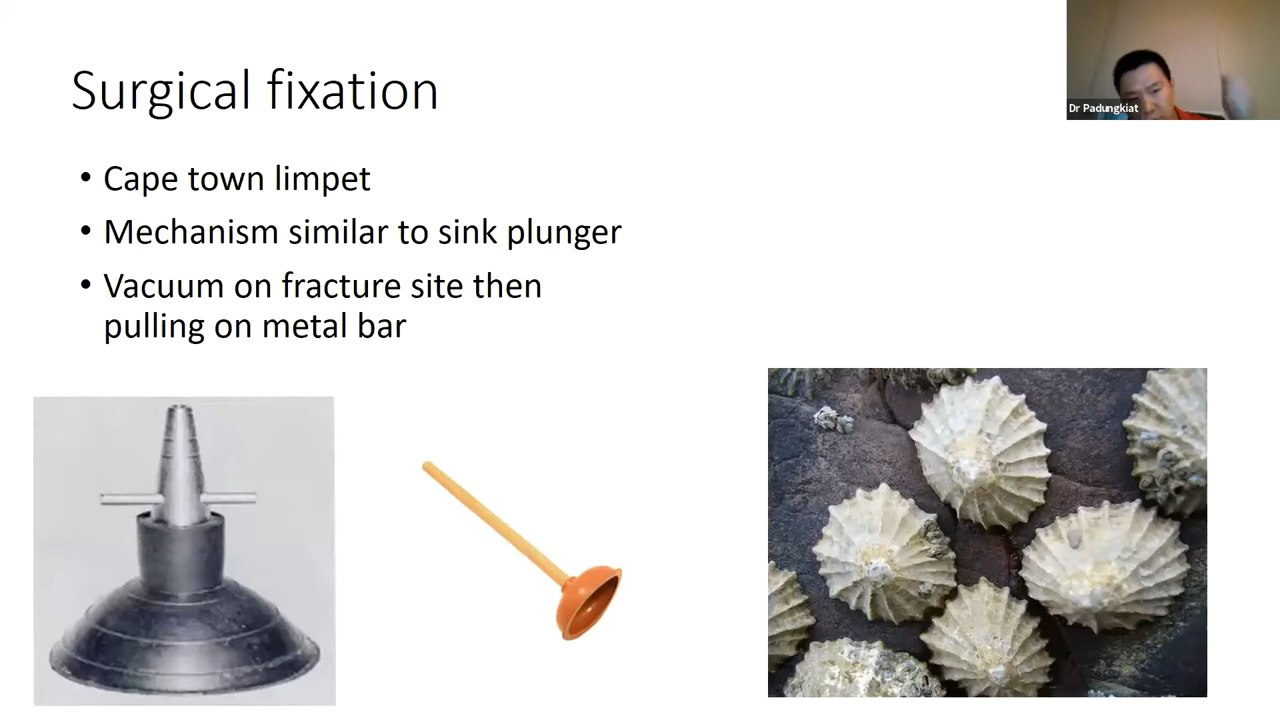 Surgical fixation
Dr Padungkiat
• Cape town limpet
• Mechanism similar to sink plunger
• Vacuum on fracture site then
pulling on metal bar